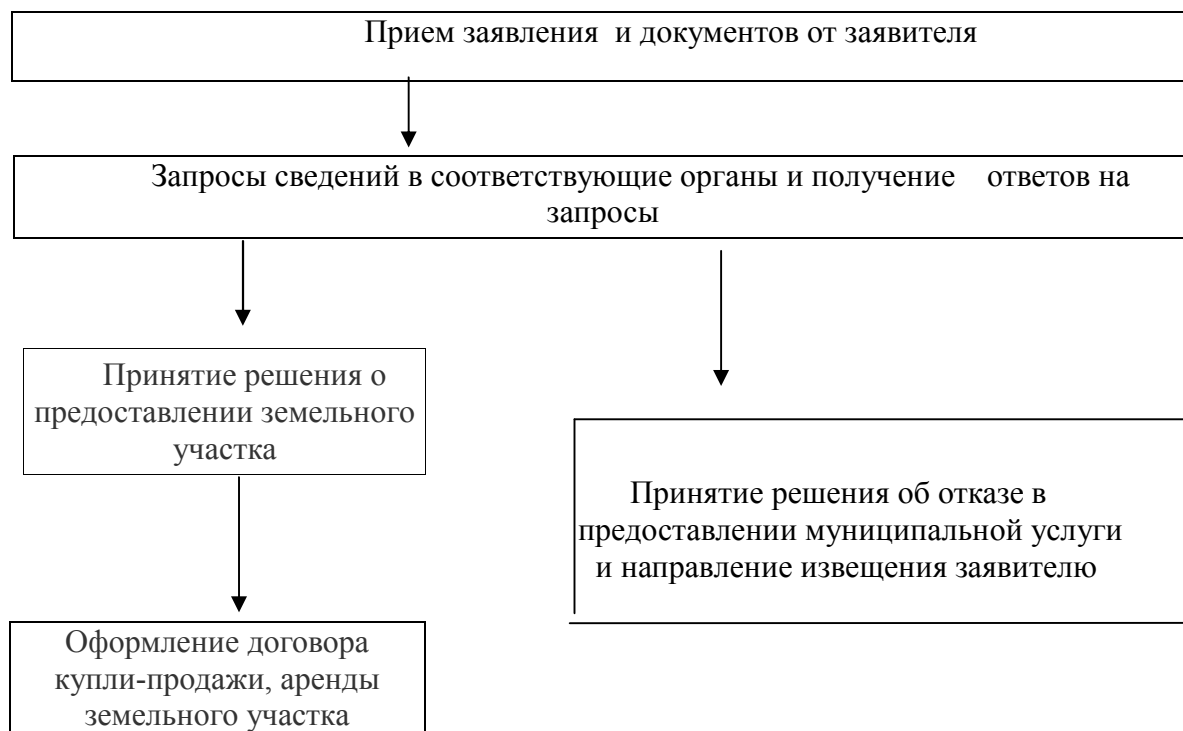 Прием заявления и документов от заявителя
Запросы сведений в соответствующие органы и получение ответов на
запросы
Принятие решения о
предоставлении земельного
участка
Принятие решения об отказе в
предоставлении муниципальной услуги
и направление извещения заявителю
Оформление договора
купли-продажи, аренды
земельного участка